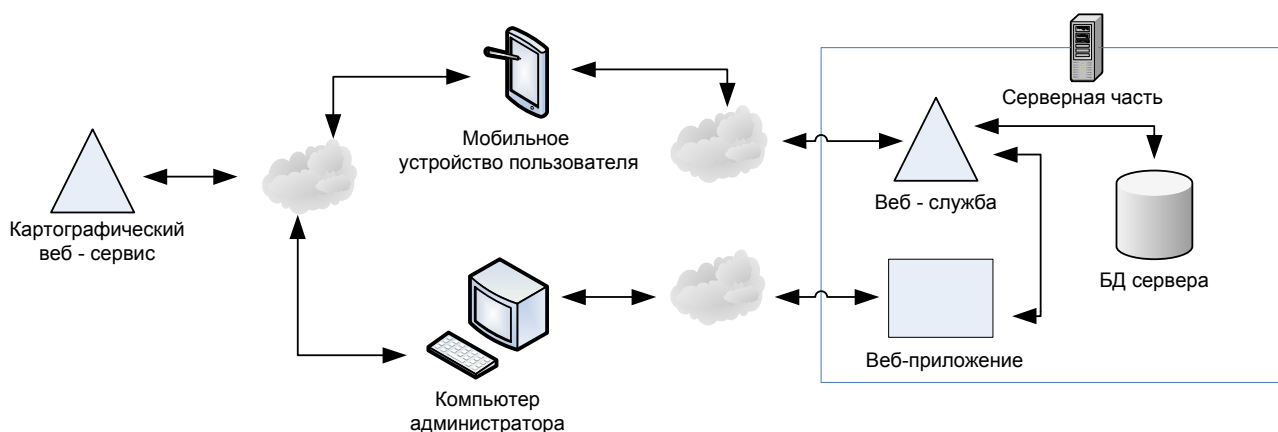 Серверная часть
Мобильное
устройство пользователя
Веб - служба
Картографический
веб - сервис
БД сервера
Веб-приложение
Компьютер
администратора